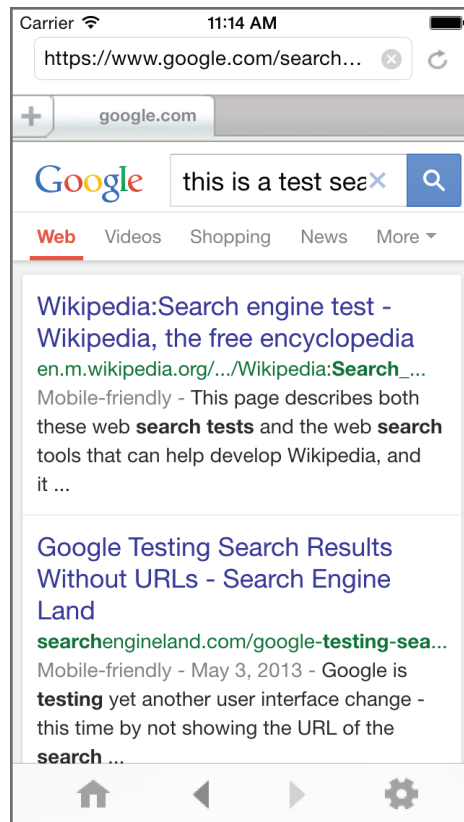 Carrier 11:14 AM
https://www.google.com/search...
+ google.com
Google this is a test sea
Web Videos Shopping News More
Wikipedia:Search engine test -
Wikipedia, the free encyclopedia
en.m.wikipedia.org/.../Wikipedia:Search_...
Mobile-friendly - This page describes both
these web search tests and the web search
tools that can help develop Wikipedia, and
it ...
Google Testing Search Results
Without URLs - Search Engine
Land
searchengineland.com/google-testing-sea...
Mobile-friendly - May 3, 2013 - Google is
testing yet another user interface change -
this time by not showing the URL of the
search ...